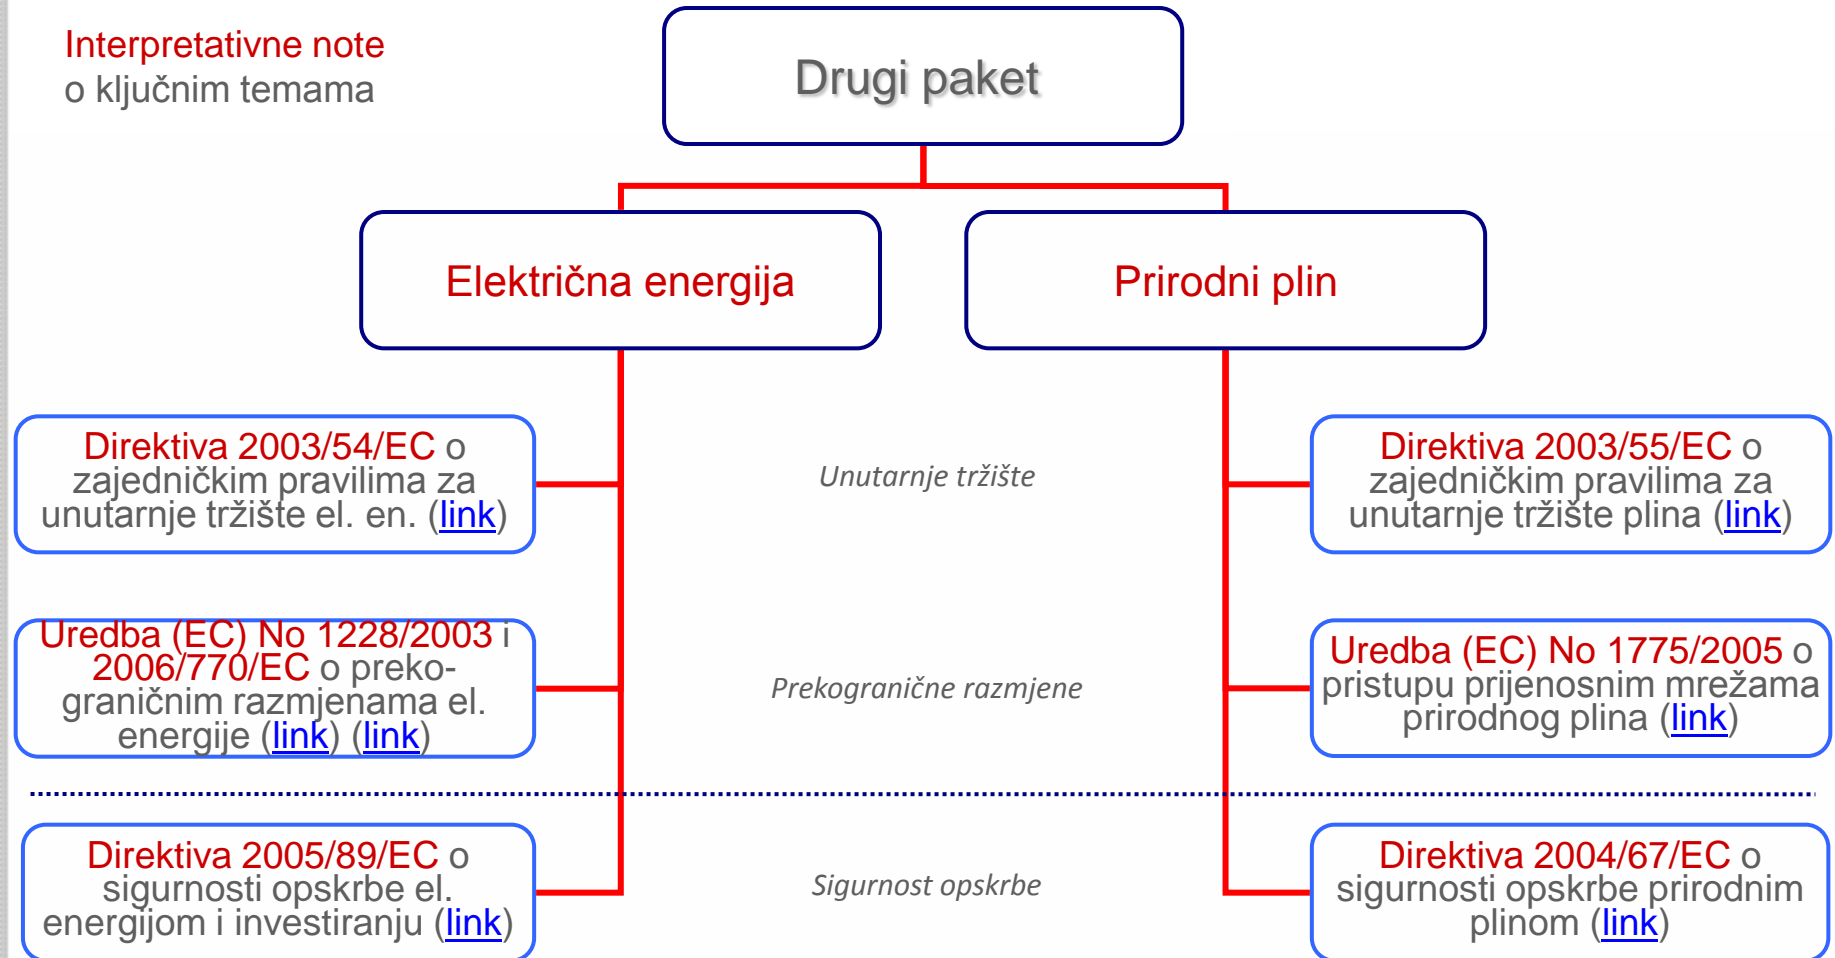 Interpretativne note
o ključnim temama
Drugi paket
Električna energija
Prirodni plin
Direktiva 2003/54/EC o
zajedničkim pravilima za
unutarnje tržište el. en. (link)
Unutarnje tržište
Direktiva 2003/55/EC o
zajedničkim pravilima za
unutarnje tržište plina (link)
Uredba (EC) No 1228/2003 i
2006/770/EC o preko-
graničnim razmjenama el.
energije (link) (link)
Prekogranične razmjene
Uredba (EC) No 1775/2005 o
pristupu prijenosnim mrežama
prirodnog plina (link)
Direktiva 2005/89/EC o
sigurnosti opskrbe el.
energijom i investiranju (link)
Sigurnost opskrbe
Direktiva 2004/67/EC o
sigurnosti opskrbe prirodnim
plinom (link)